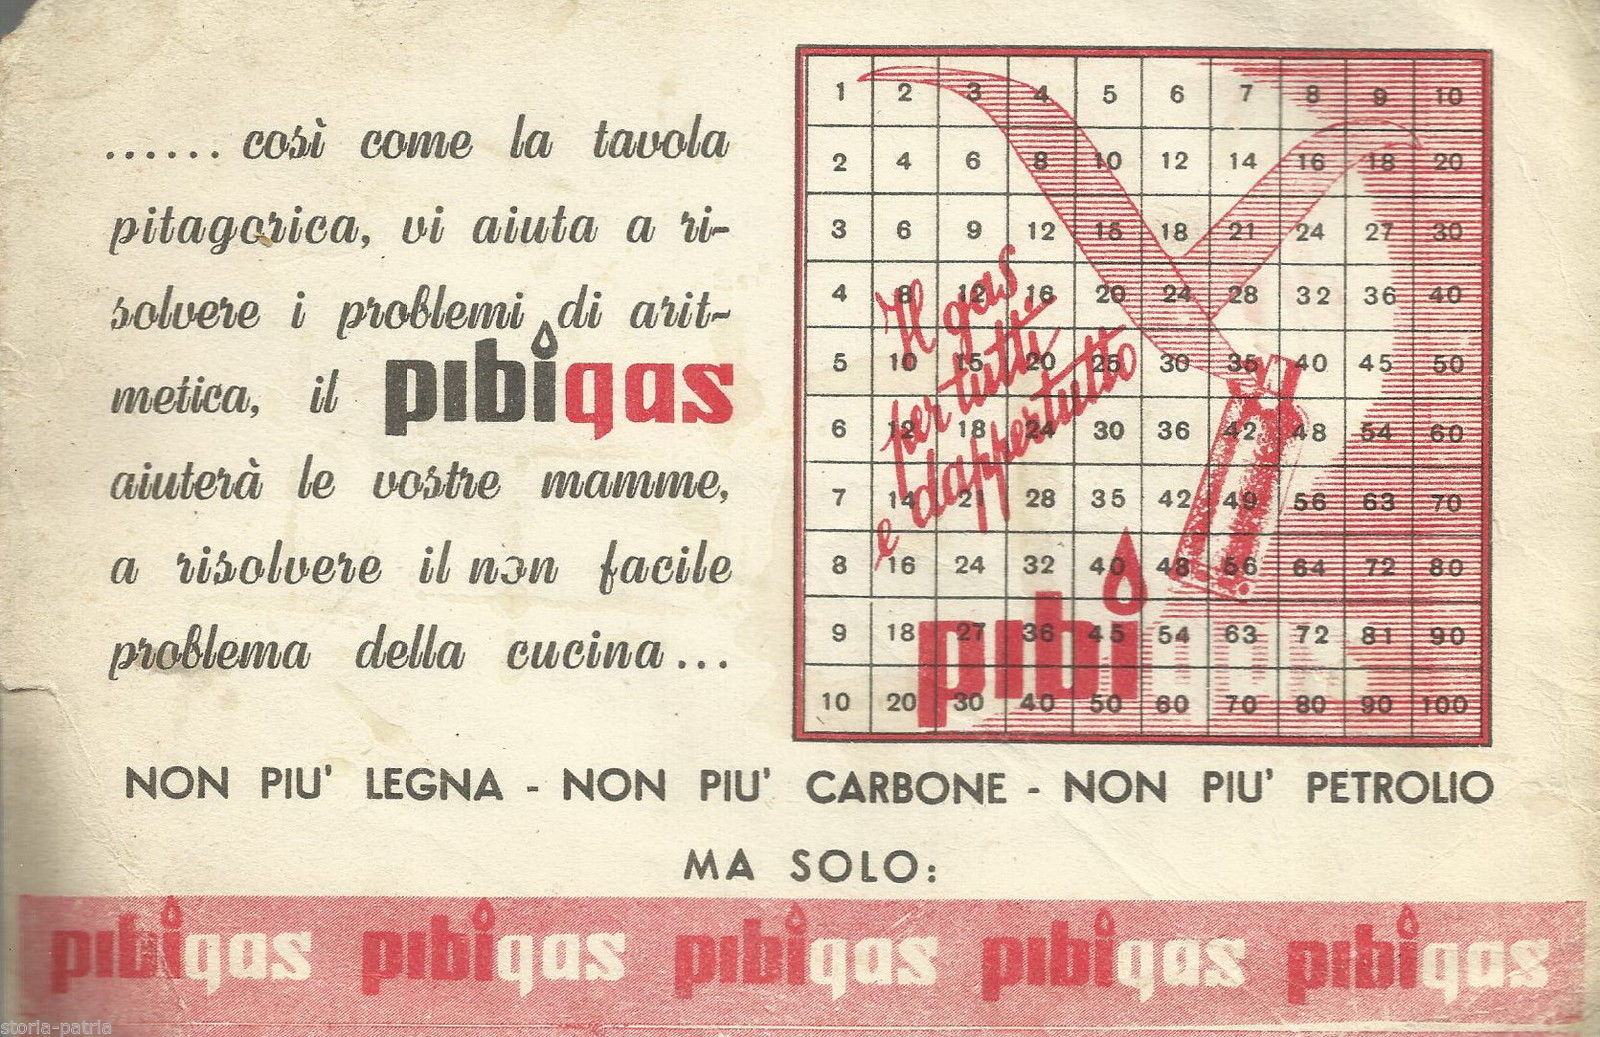 ...... così come la tavola
pitagorica, vi aiuta a ri-
solvere i problemi di arit-
metica, il pibigas
aiuterà le vostre mamme,
a risolvere il non facile
problema della cucina...
1 2 3 4 5 6 7 8 9 10
2 4 6 8 10 12 14 16 18 20
3 6 9 12 15 18 21 24 27 30
4 8 12 16 20 24 28 32 36 40
5 10 15 20 25 30 35 40 45 50
6 12 18 24 30 36 42 48 54 60
7 14 21 28 35 42 49 56 63 70
8 16 24 32 40 48 56 64 72 80
9 18 27 36 45 54 63 72 81 90
10 20 30 40 50 60 70 80 90 100
Il gas
per tutti
e dappertutto
pibigas
NON PIU' LEGNA - NON PIU' CARBONE - NON PIU' PETROLIO
MA SOLO:
pibigas pibigas pibigas pibigas pibigas
storia-patria